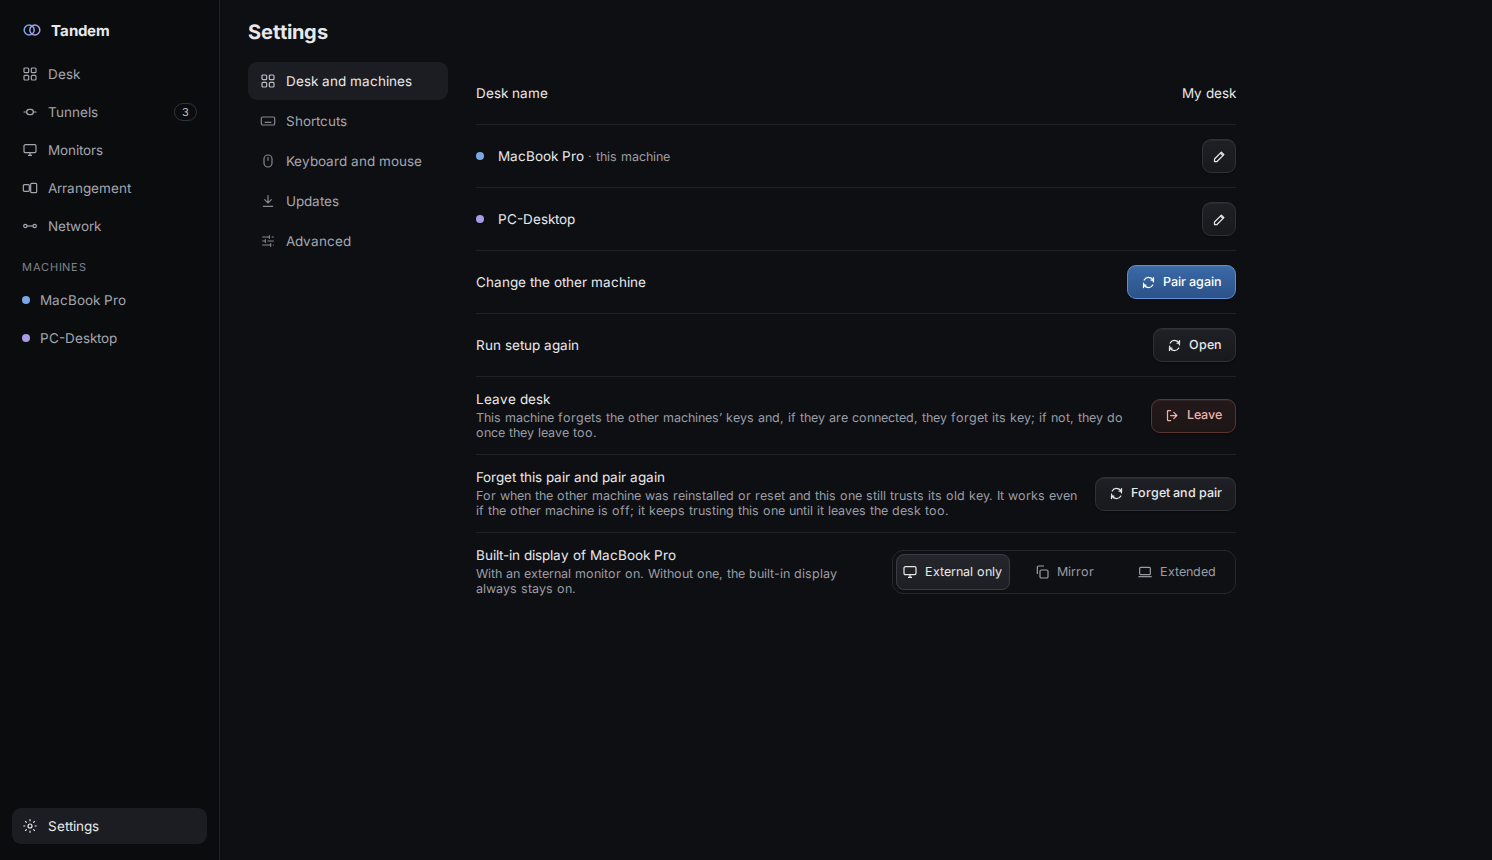 Tandem
Desk
Tunnels 3
Monitors
Arrangement
Network
MACHINES
MacBook Pro
PC-Desktop
Settings
Settings
Desk and machines
Shortcuts
Keyboard and mouse
Updates
Advanced
Desk name My desk
MacBook Pro · this machine
PC-Desktop
Change the other machine Pair again
Run setup again Open
Leave desk
This machine forgets the other machines’ keys and, if they are connected, they forget its key; if not, they do
once they leave too.
Leave
Forget this pair and pair again
For when the other machine was reinstalled or reset and this one still trusts its old key. It works even
if the other machine is off; it keeps trusting this one until it leaves the desk too.
Forget and pair
Built-in display of MacBook Pro
With an external monitor on. Without one, the built-in display
always stays on.
External only Mirror Extended